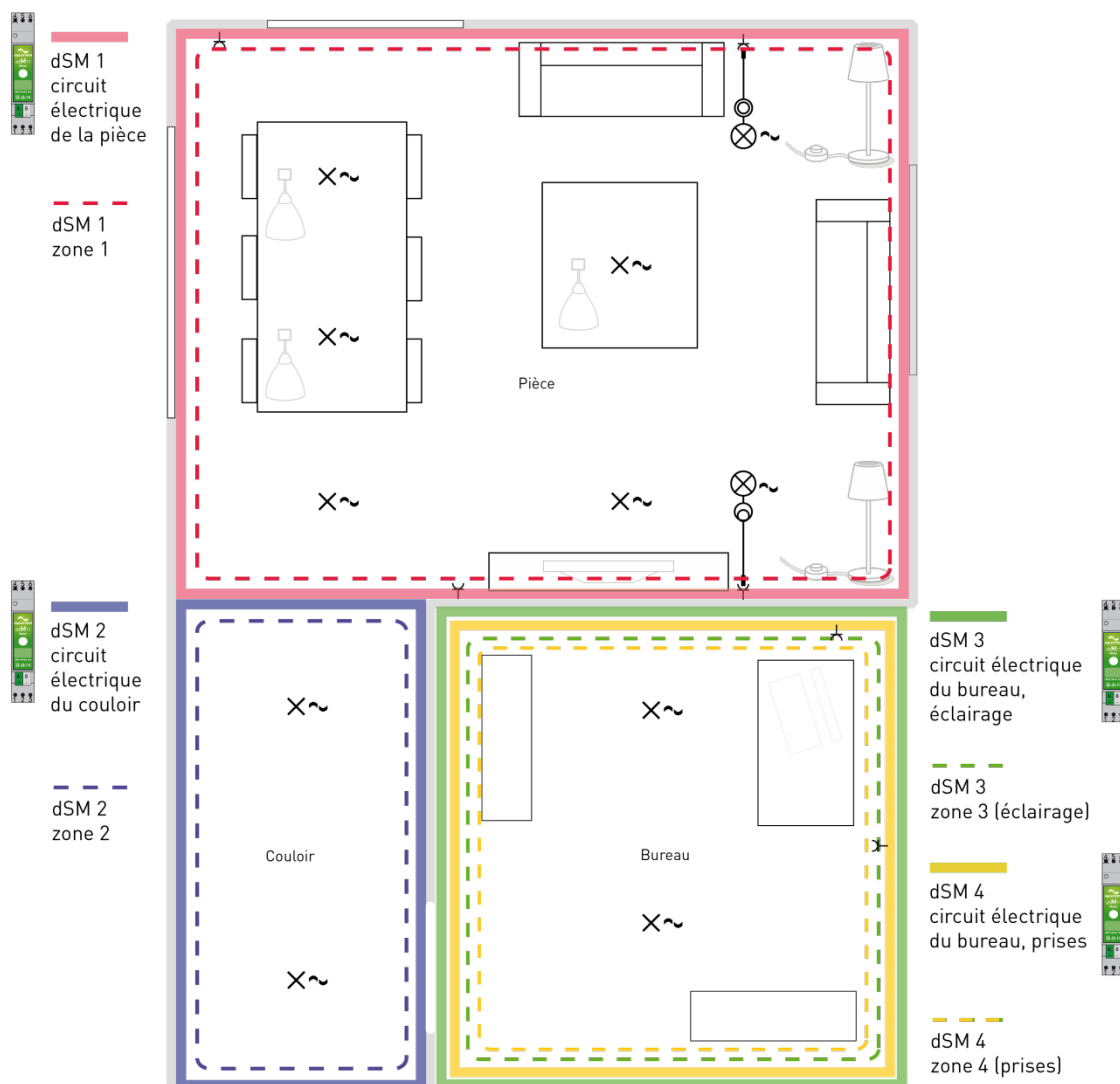 dSM 1
circuit
électrique
de la pièce
dSM 1
zone 1
Pièce
dSM 2
circuit
électrique
du couloir
dSM 2
zone 2
Couloir
Bureau
dSM 3
circuit électrique
du bureau,
éclairage
dSM 3
zone 3 (éclairage)
dSM 4
circuit électrique
du bureau, prises
dSM 4
zone 4 (prises)